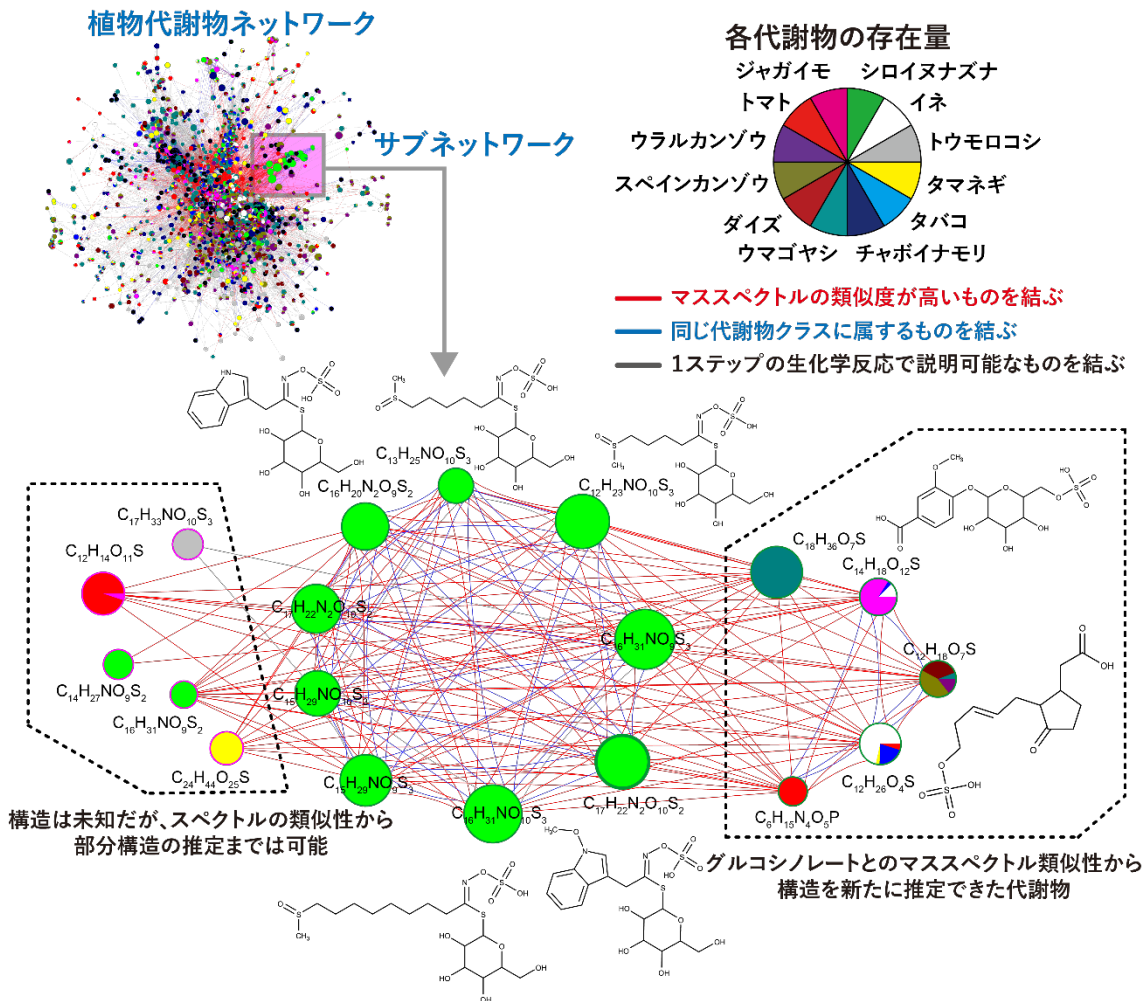 植物代謝物ネットワーク
サブネットワーク
各代謝物の存在量
ジャガイモ
シロイヌナズナ
トマト
イネ
ウラルカンゾウ
トウモロコシ
スペインカンゾウ
タマネギ
ダイズ
タバコ
ウマゴヤシ
チャボイナモリ
マススペクトルの類似度が高いものを結ぶ
同じ代謝物クラスに属するものを結ぶ
1ステップの生化学反応で説明可能なものを結ぶ
C₁₃H₂₅NO₁₀S₃
C₁₆H₂₀N₂O₉S₂
C₁₂H₂₃NO₁₀S₃
C₁₇H₃₃NO₁₀S₃
C₁₂H₁₄O₁₁S
C₁₇H₂₂N₂O₁₀S₂
C₁₄H₂₇NO₉S₂
C₁₆H₃₁NO₉S₂
C₂₄H₄₄O₂₅S
C₁₅H₂₉NO₉S₃
C₁₆H₃₁NO₁₀S₃
C₁₇H₂₂N₂O₁₀S₂
C₁₆H₃₁NO₉S₃
C₁₈H₃₆O₇S
C₁₄H₁₈O₁₂S
C₁₂H₁₈O₇S
C₁₂H₂₆O₄S
C₆H₁₅N₄O₅P
構造は未知だが、スペクトルの類似性から
部分構造の推定までは可能
グルコシノレートとのマススペクトル類似性から
構造を新たに推定できた代謝物